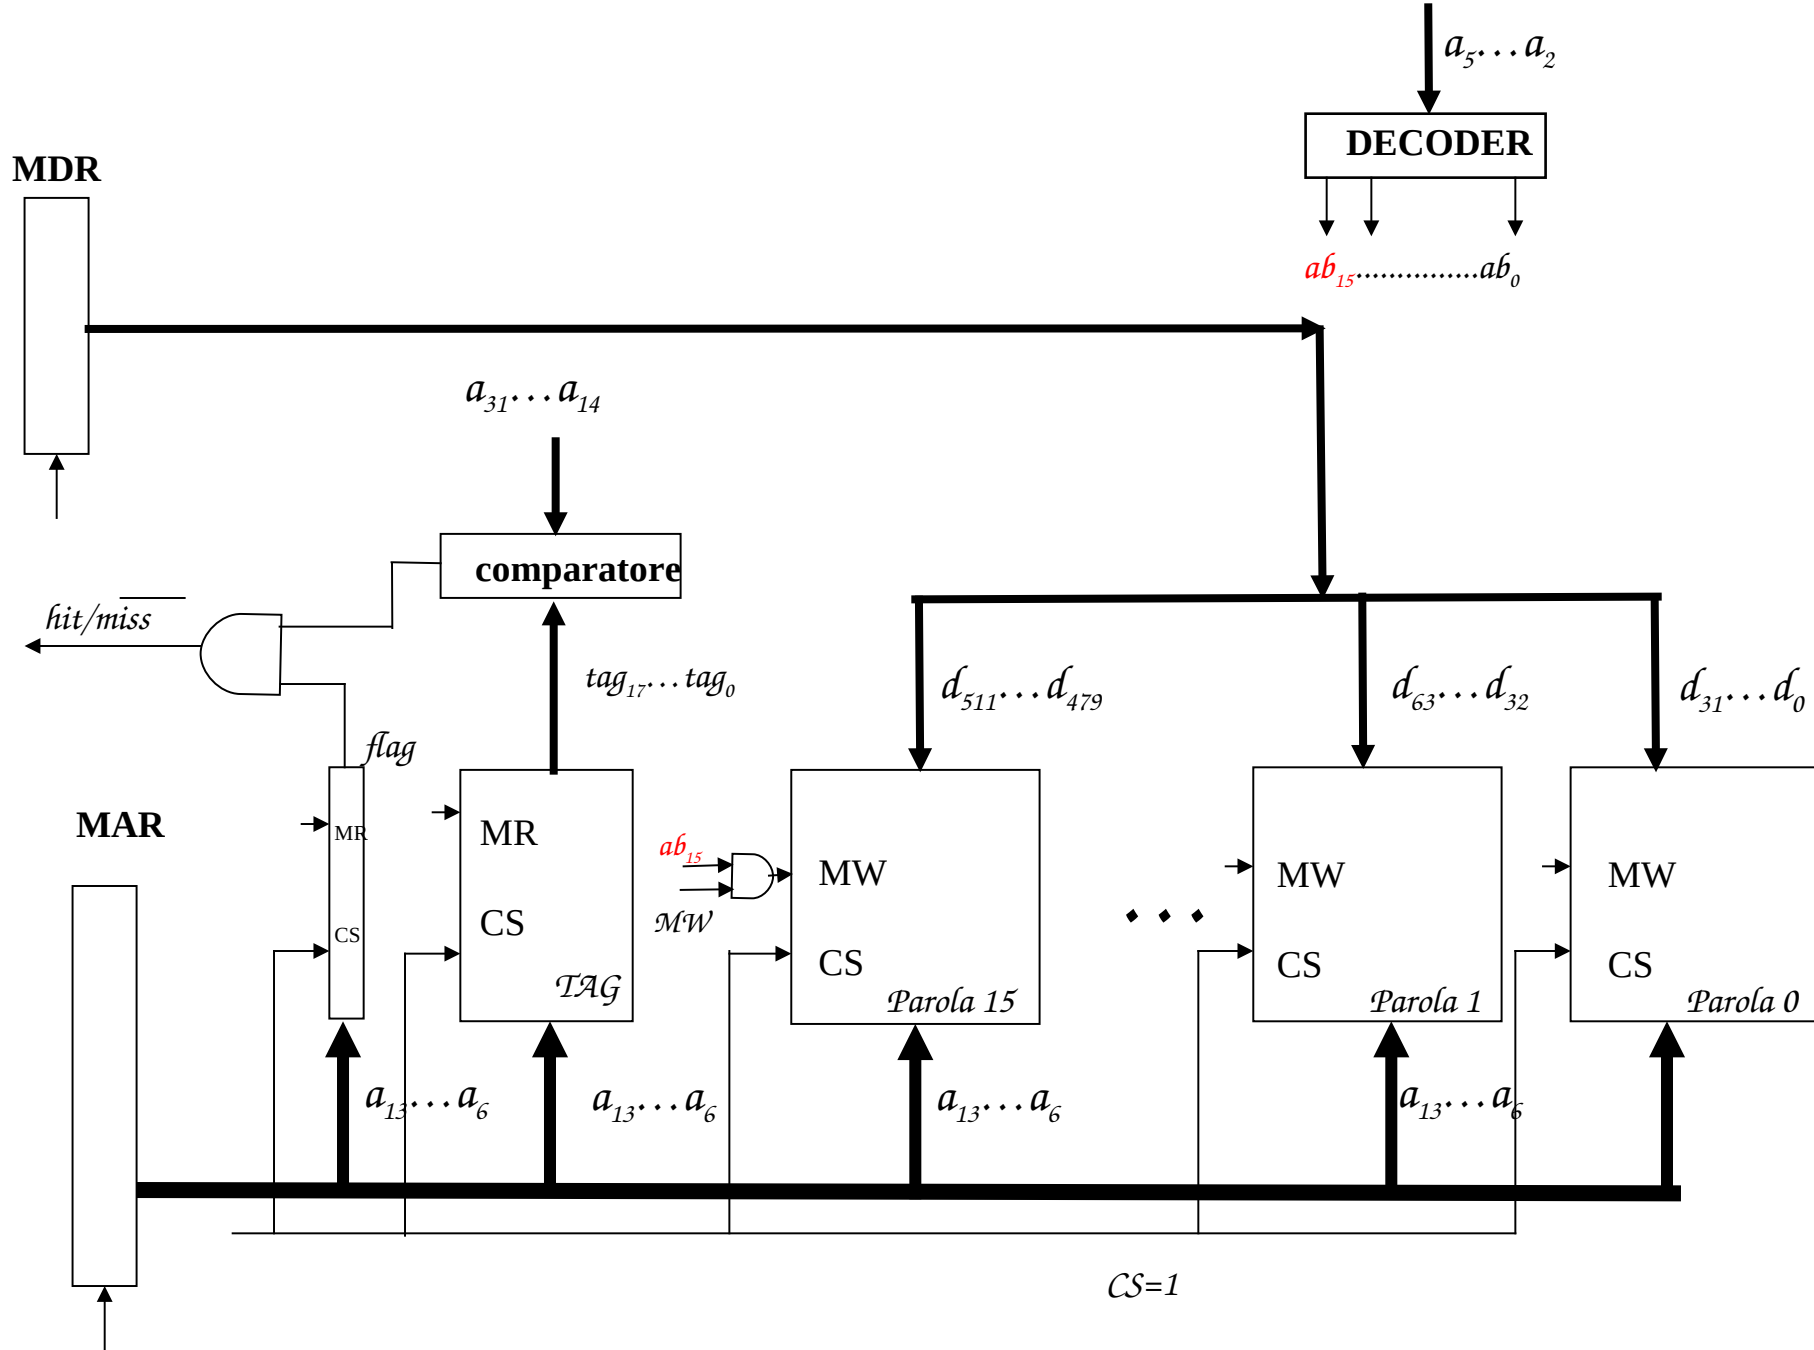 a5...a2
DECODER
MDR
ab15...............ab0
a31...a14
comparatore
hit/miss
tag17...tag0
d511...d479
d63...d32
d31...d0
flag
MAR
MR
MR
ab15
MW
MW
MW
MW
...
CS
CS
CS
CS
CS
TAG
Parola 15
Parola 1
Parola 0
a13...a6
a13...a6
a13...a6
a13...a6
CS=1